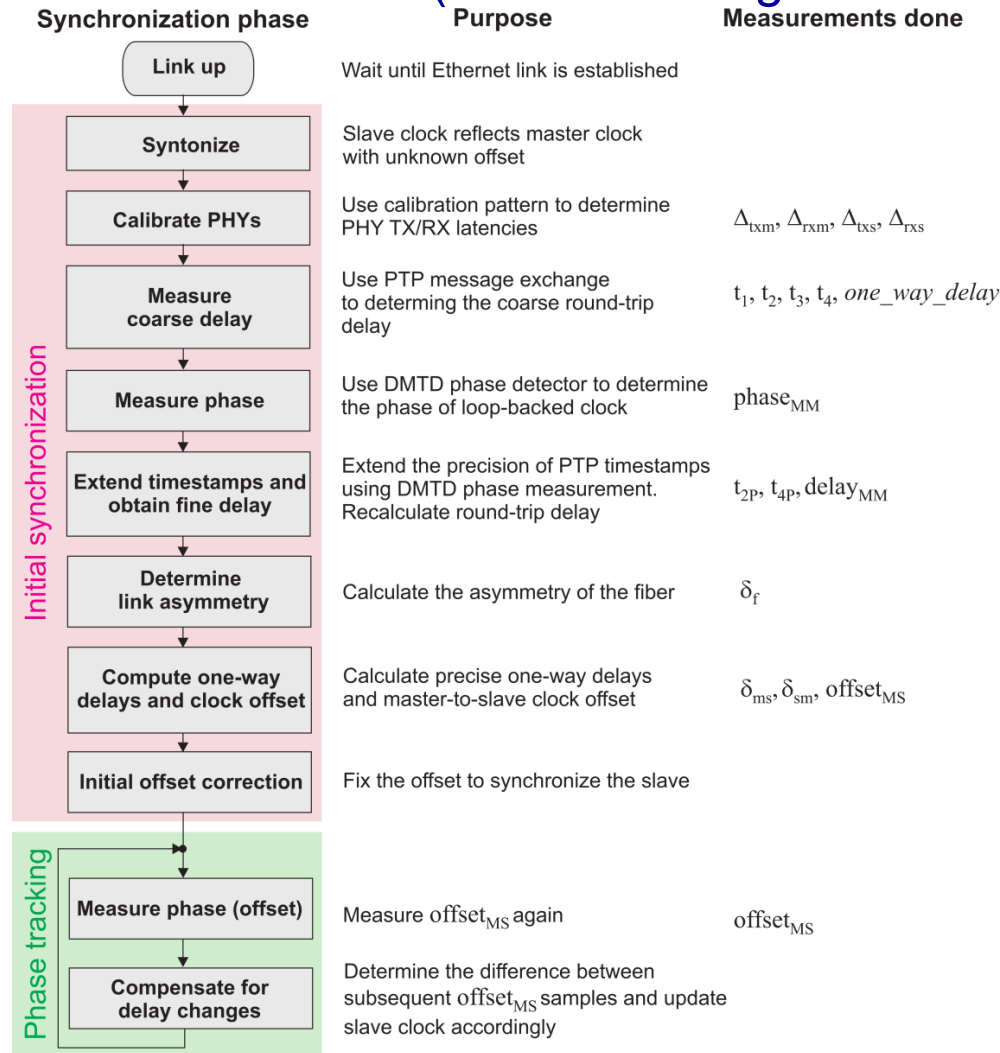 Synchronization phase
Purpose
Measurements done
Link up
Wait until Ethernet link is established
Initial synchronization
Syntonize
Slave clock reflects master clock
with unknown offset
Calibrate PHYs
Use calibration pattern to determine
PHY TX/RX latencies
Δtxm, Δrxm, Δtxs, Δrxs
Measure
coarse delay
Use PTP message exchange
to determing the coarse round-trip
delay
t1, t2, t3, t4, one_way_delay
Measure phase
Use DMTD phase detector to determine
the phase of loop-backed clock
phaseMM
Extend timestamps and
obtain fine delay
Extend the precision of PTP timestamps
using DMTD phase measurement.
Recalculate round-trip delay
t2P, t4P, delayMM
Determine
link asymmetry
Calculate the asymmetry of the fiber
δf
Compute one-way
delays and clock offset
Calculate precise one-way delays
and master-to-slave clock offset
δms, δsm, offsetMS
Initial offset correction
Fix the offset to synchronize the slave
Phase tracking
Measure phase (offset)
Measure offsetMS again
offsetMS
Compensate for
delay changes
Determine the difference between
subsequent offsetMS samples and update
slave clock accordingly